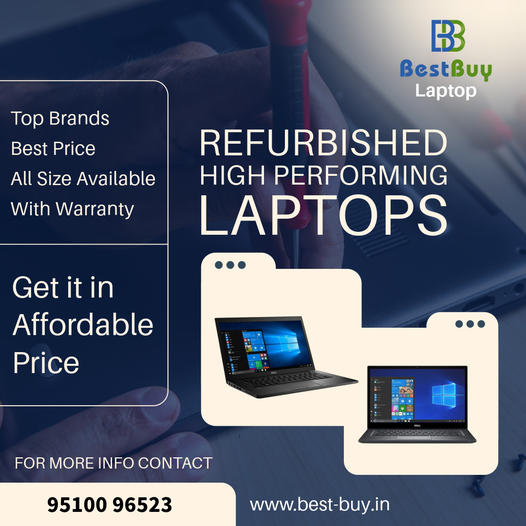 BestBuy
Laptop
Top Brands
Best Price
All Size Available
With Warranty
REFURBISHED
HIGH PERFORMING
LAPTOPS
Get it in
Affordable
Price
FOR MORE INFO CONTACT
95100 96523
www.best-buy.in